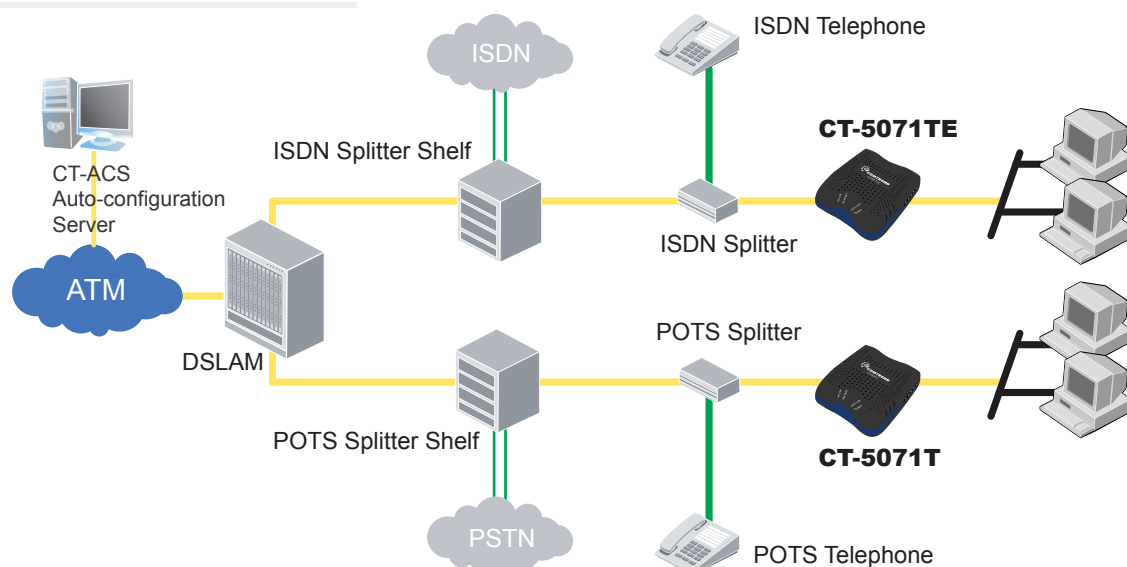 ISDN
ISDN Telephone
CT-5071TE
ISDN Splitter Shelf
CT-ACS
Auto-configuration
Server
ISDN Splitter
ATM
POTS Splitter
DSLAM
POTS Splitter Shelf
CT-5071T
PSTN
POTS Telephone